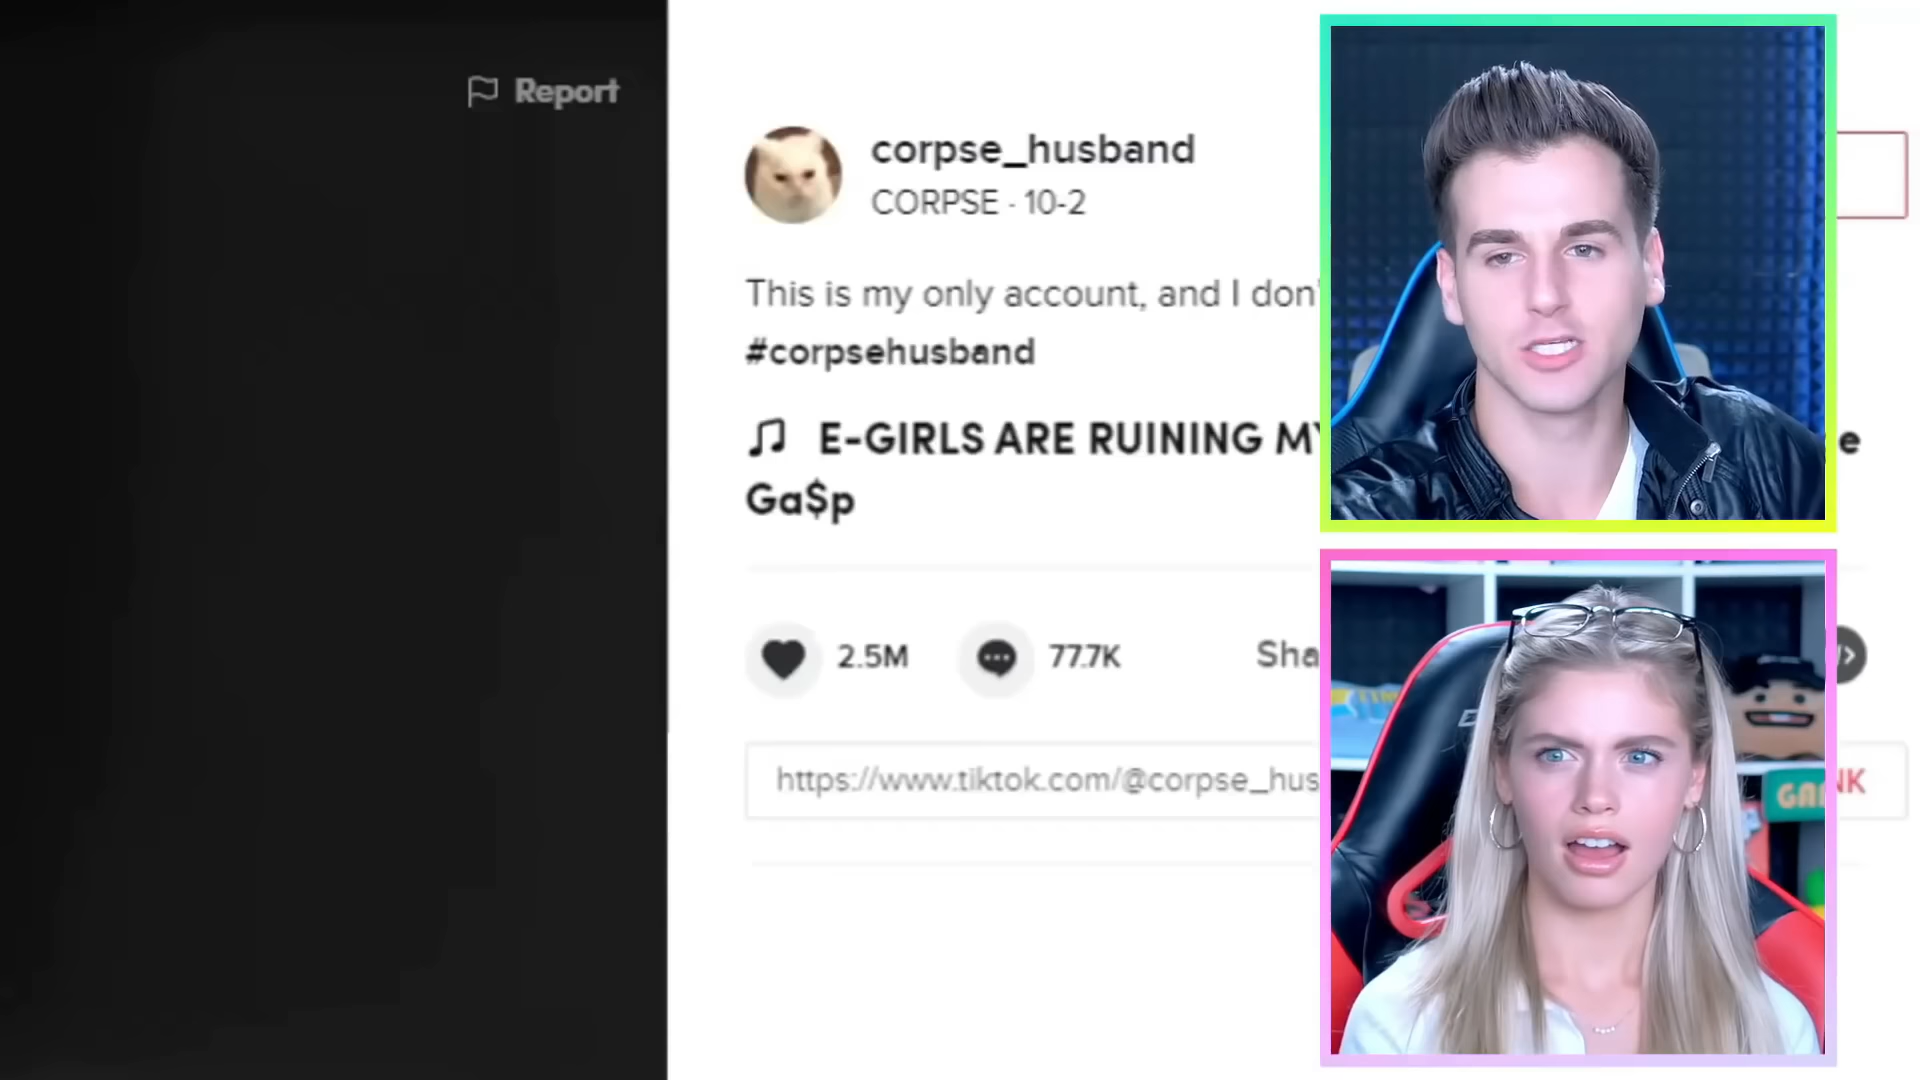 Report
corpse_husband
CORPSE · 10-2
This is my only account, and I don'
#corpsehusband
E-GIRLS ARE RUINING MY
e
Ga$p
2.5M
77.7K
Sha
https://www.tiktok.com/@corpse_hus
NK